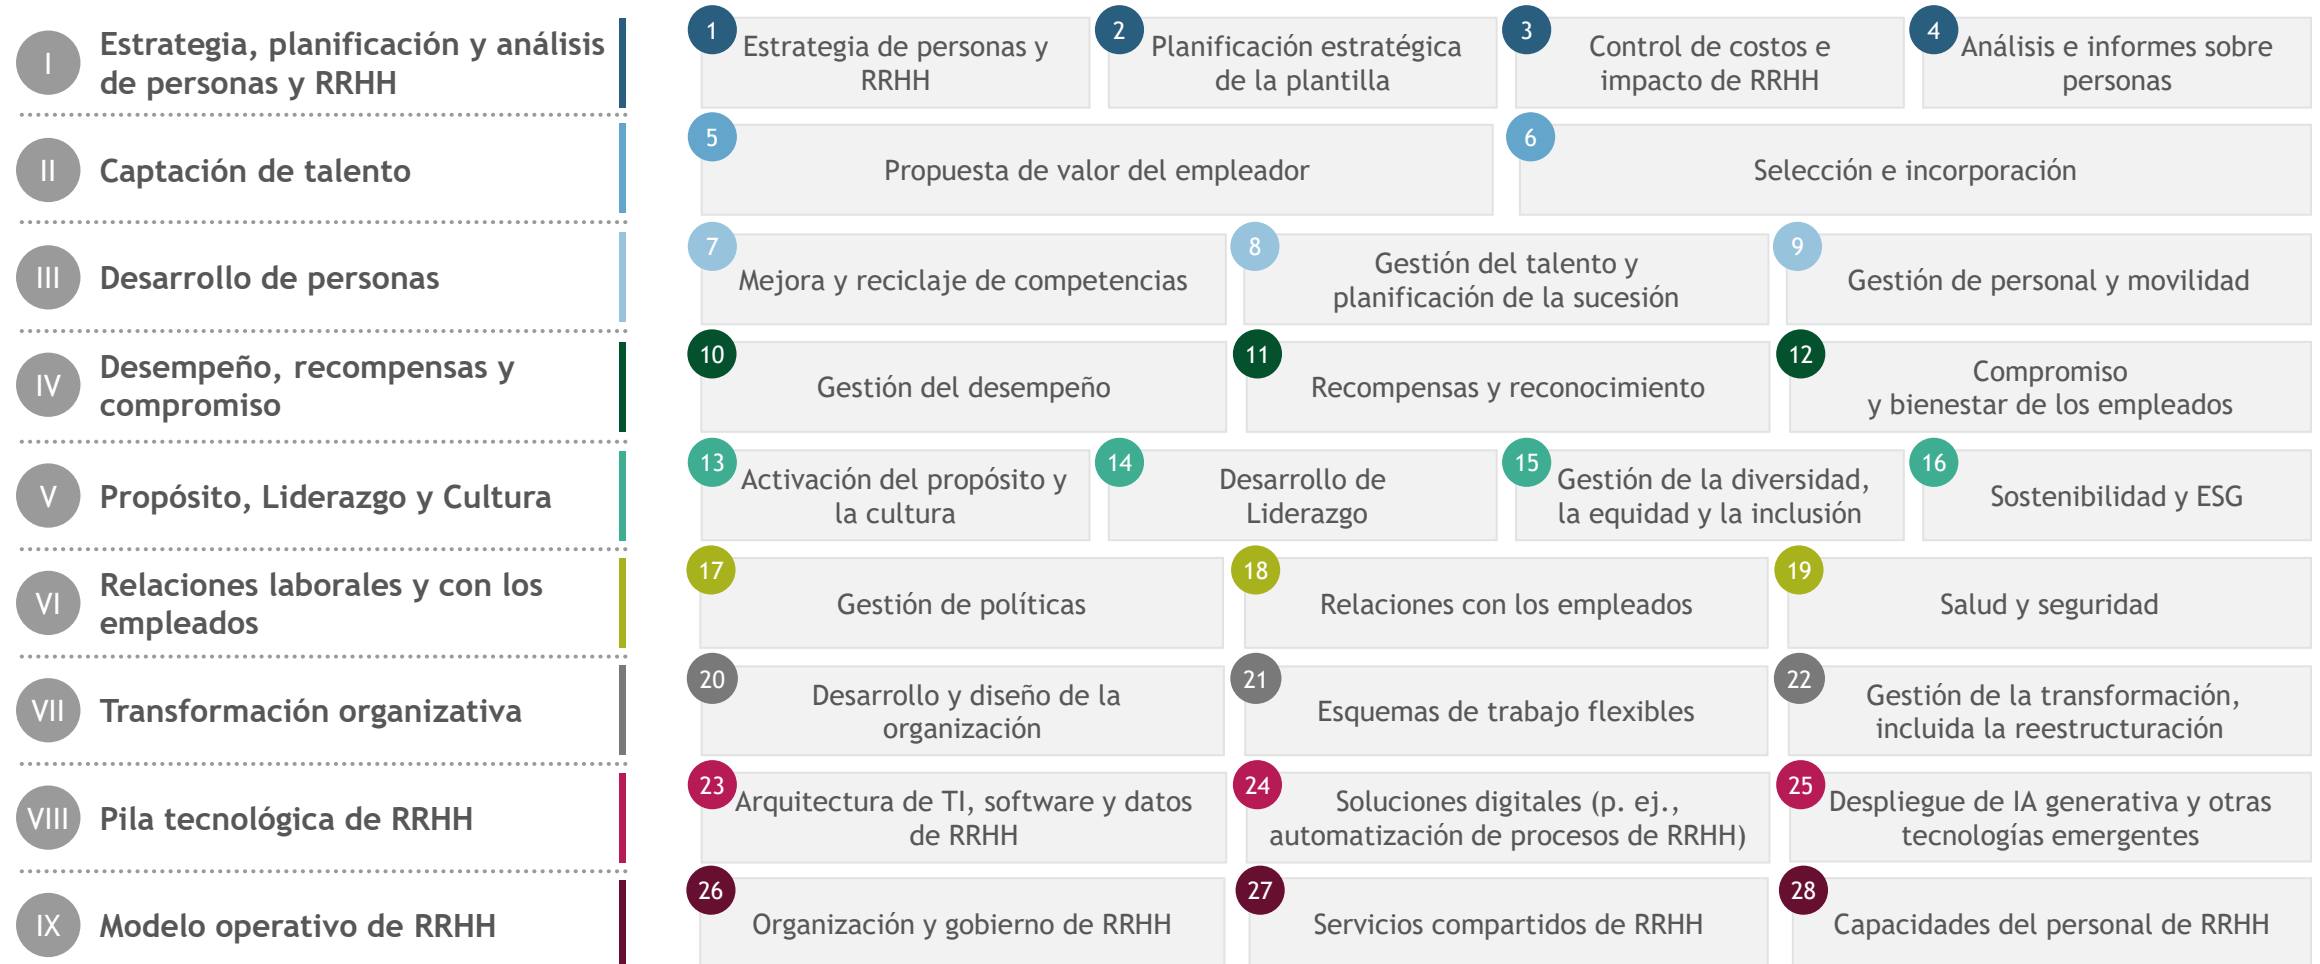 I
Estrategia, planificación y análisis
de personas y RRHH
1
Estrategia de personas y
RRHH
2
Planificación estratégica
de la plantilla
3
Control de costos e
impacto de RRHH
4
Análisis e informes sobre
personas
II
Captación de talento
5
Propuesta de valor del empleador
6
Selección e incorporación
III
Desarrollo de personas
7
Mejora y reciclaje de competencias
8
Gestión del talento y
planificación de la sucesión
9
Gestión de personal y movilidad
IV
Desempeño, recompensas y
compromiso
10
Gestión del desempeño
11
Recompensas y reconocimiento
12
Compromiso
y bienestar de los empleados
V
Propósito, Liderazgo y Cultura
13
Activación del propósito y
la cultura
14
Desarrollo de
Liderazgo
15
Gestión de la diversidad,
la equidad y la inclusión
16
Sostenibilidad y ESG
VI
Relaciones laborales y con los
empleados
17
Gestión de políticas
18
Relaciones con los empleados
19
Salud y seguridad
VII
Transformación organizativa
20
Desarrollo y diseño de la
organización
21
Esquemas de trabajo flexibles
22
Gestión de la transformación,
incluida la reestructuración
VIII
Pila tecnológica de RRHH
23
Arquitectura de TI, software y datos
de RRHH
24
Soluciones digitales (p. ej.,
automatización de procesos de RRHH)
25
Despliegue de IA generativa y otras
tecnologías emergentes
IX
Modelo operativo de RRHH
26
Organización y gobierno de RRHH
27
Servicios compartidos de RRHH
28
Capacidades del personal de RRHH